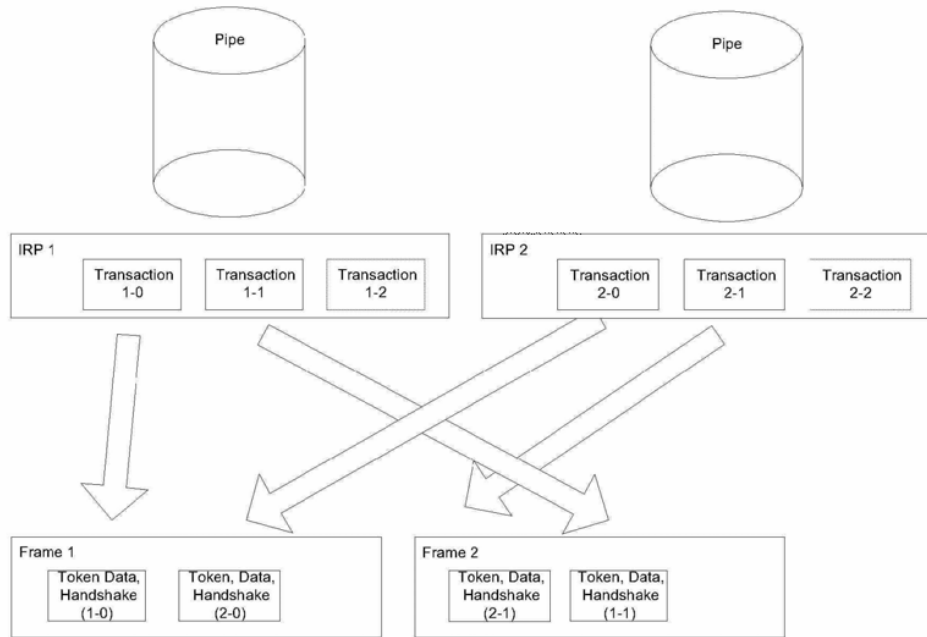 Pipe
Pipe
IRP 1
Transaction
1-0
Transaction
1-1
Transaction
1-2
IRP 2
Transaction
2-0
Transaction
2-1
Transaction
2-2
Frame 1
Token Data,
Handshake
(1-0)
Token, Data,
Handshake
(2-0)
Frame 2
Token, Data,
Handshake
(2-1)
Token, Data,
Handshake
(1-1)